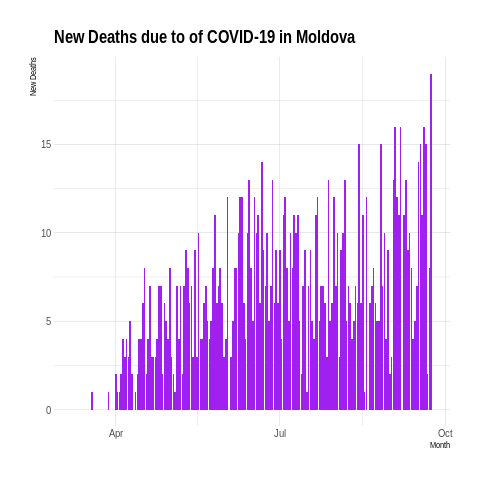 New Deaths due to of COVID-19 in Moldova
New Deaths
15
10
5
0
Apr
Jul
Oct
Month